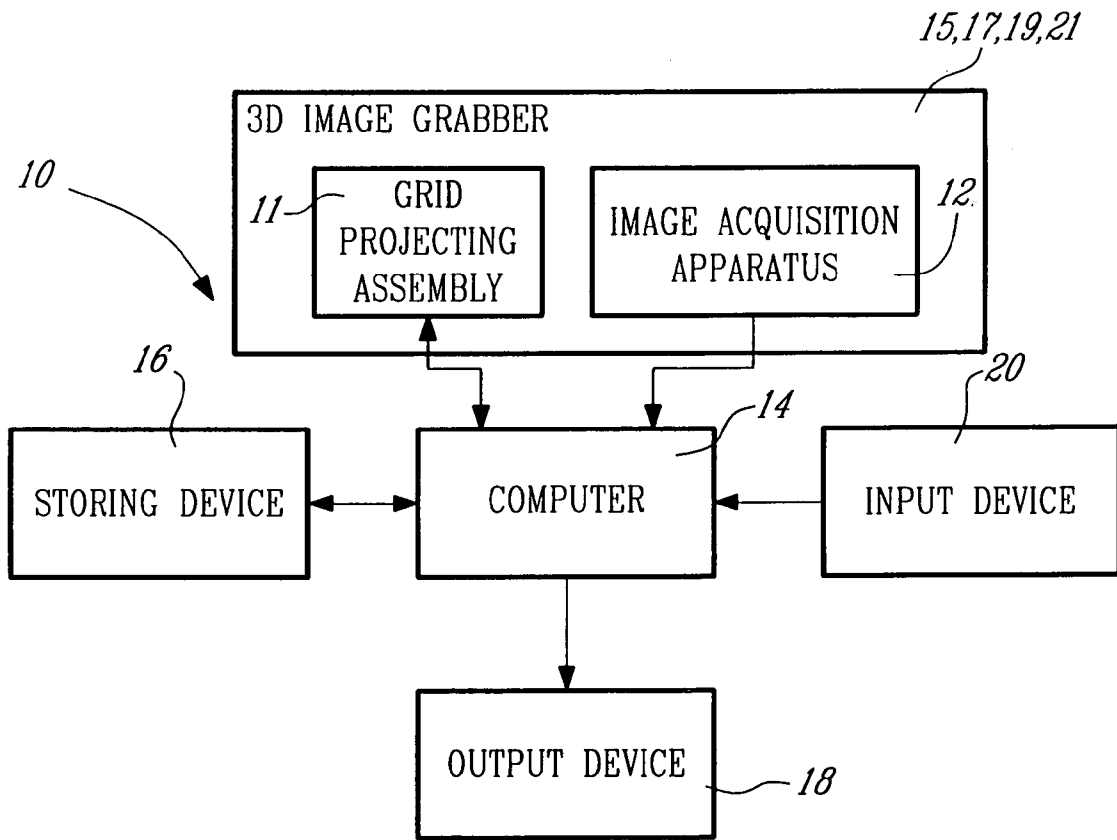 15,17,19,21
3D IMAGE GRABBER
10
11
GRID
PROJECTING
ASSEMBLY
IMAGE ACQUISITION
APPARATUS
12
16
14
20
STORING DEVICE
COMPUTER
INPUT DEVICE
OUTPUT DEVICE
18